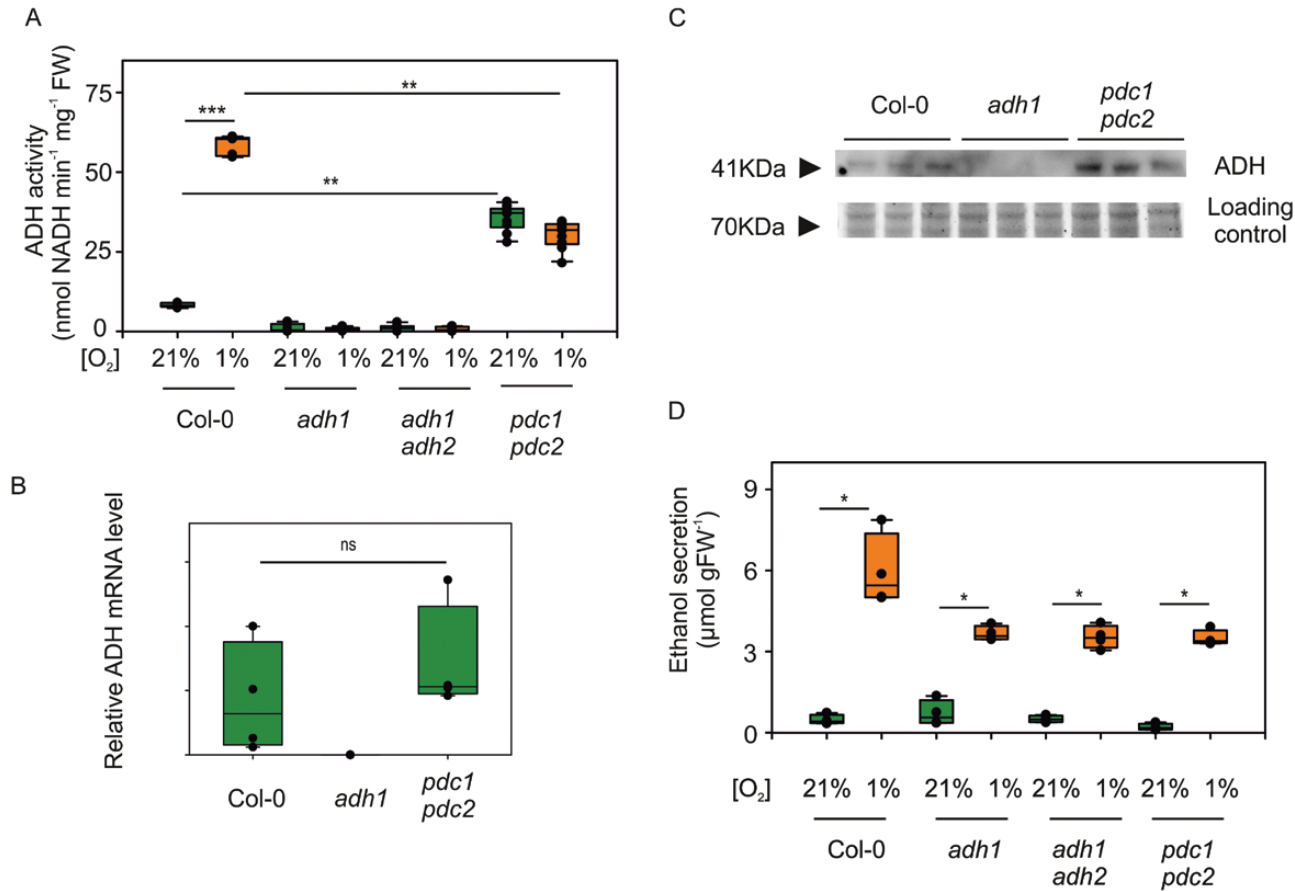 A
ADH activity
(nmol NADH min-1 mg-1 FW)
75
50
25
0
***
**
**
[O2] 21% 1% 21% 1% 21% 1% 21% 1%
Col-0 adh1 adh1 pdc1
adh2 pdc2
B
Relative ADH mRNA level
ns
Col-0 adh1 pdc1
pdc2
C
Col-0 adh1 pdc1
pdc2
41KDa ADH
70KDa Loading
control
D
Ethanol secretion
(µmol gFW-1)
9
6
3
0
* * * *
[O2] 21% 1% 21% 1% 21% 1% 21% 1%
Col-0 adh1 adh1 pdc1
adh2 pdc2